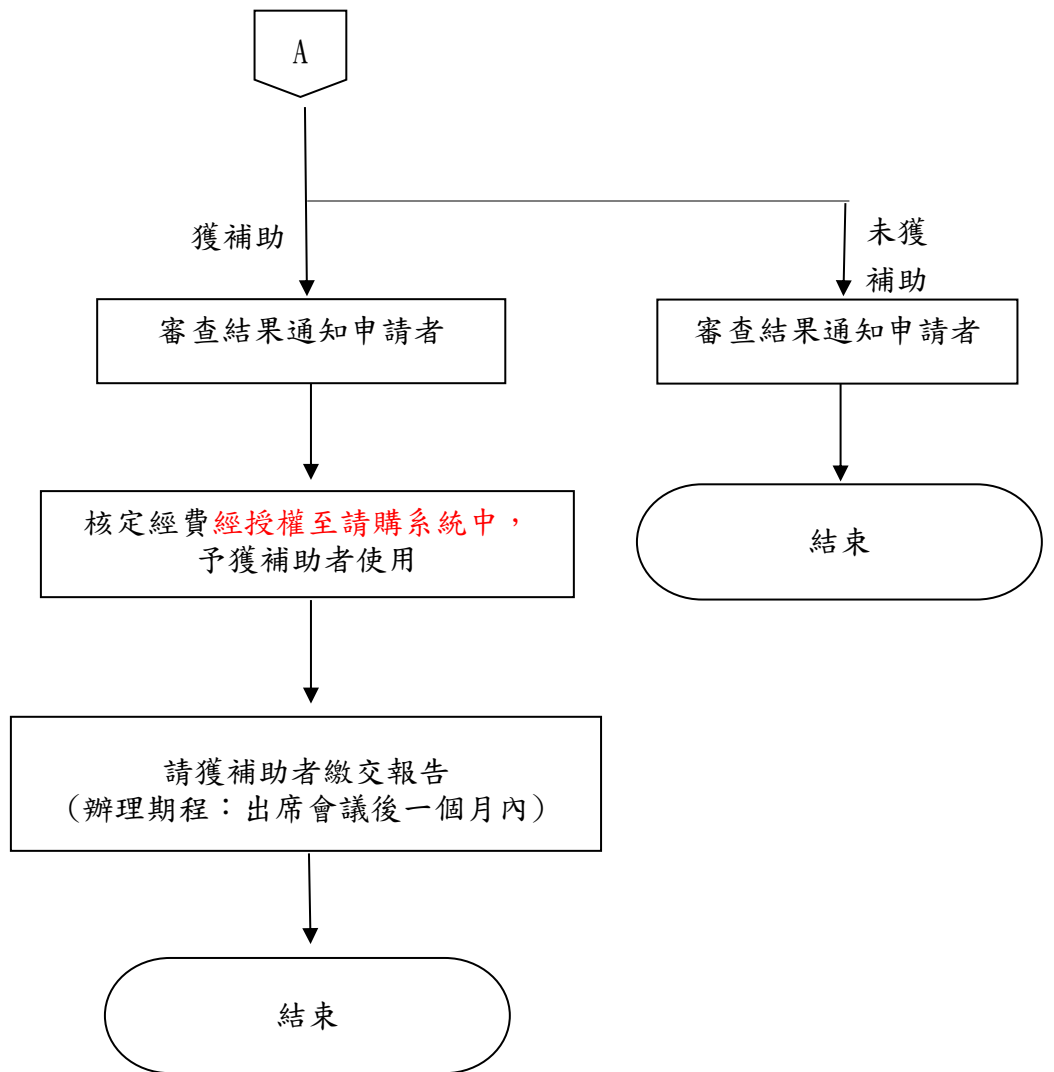 A
獲補助
未獲
補助
審查結果通知申請者
審查結果通知申請者
核定經費經授權至請購系統中，
予獲補助者使用
結束
請獲補助者繳交報告
（辦理期程：出席會議後一個月內）
結束